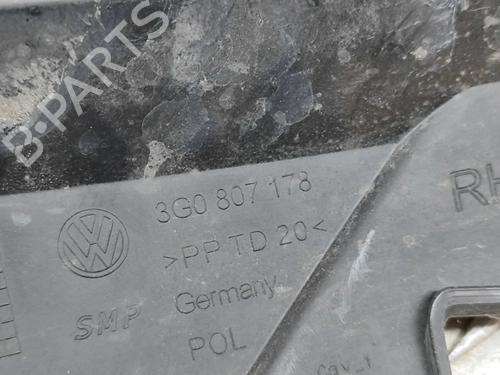 B-PARTS
3G0 807 178
RH
>PP TD 20<
SMP
Germany
POL